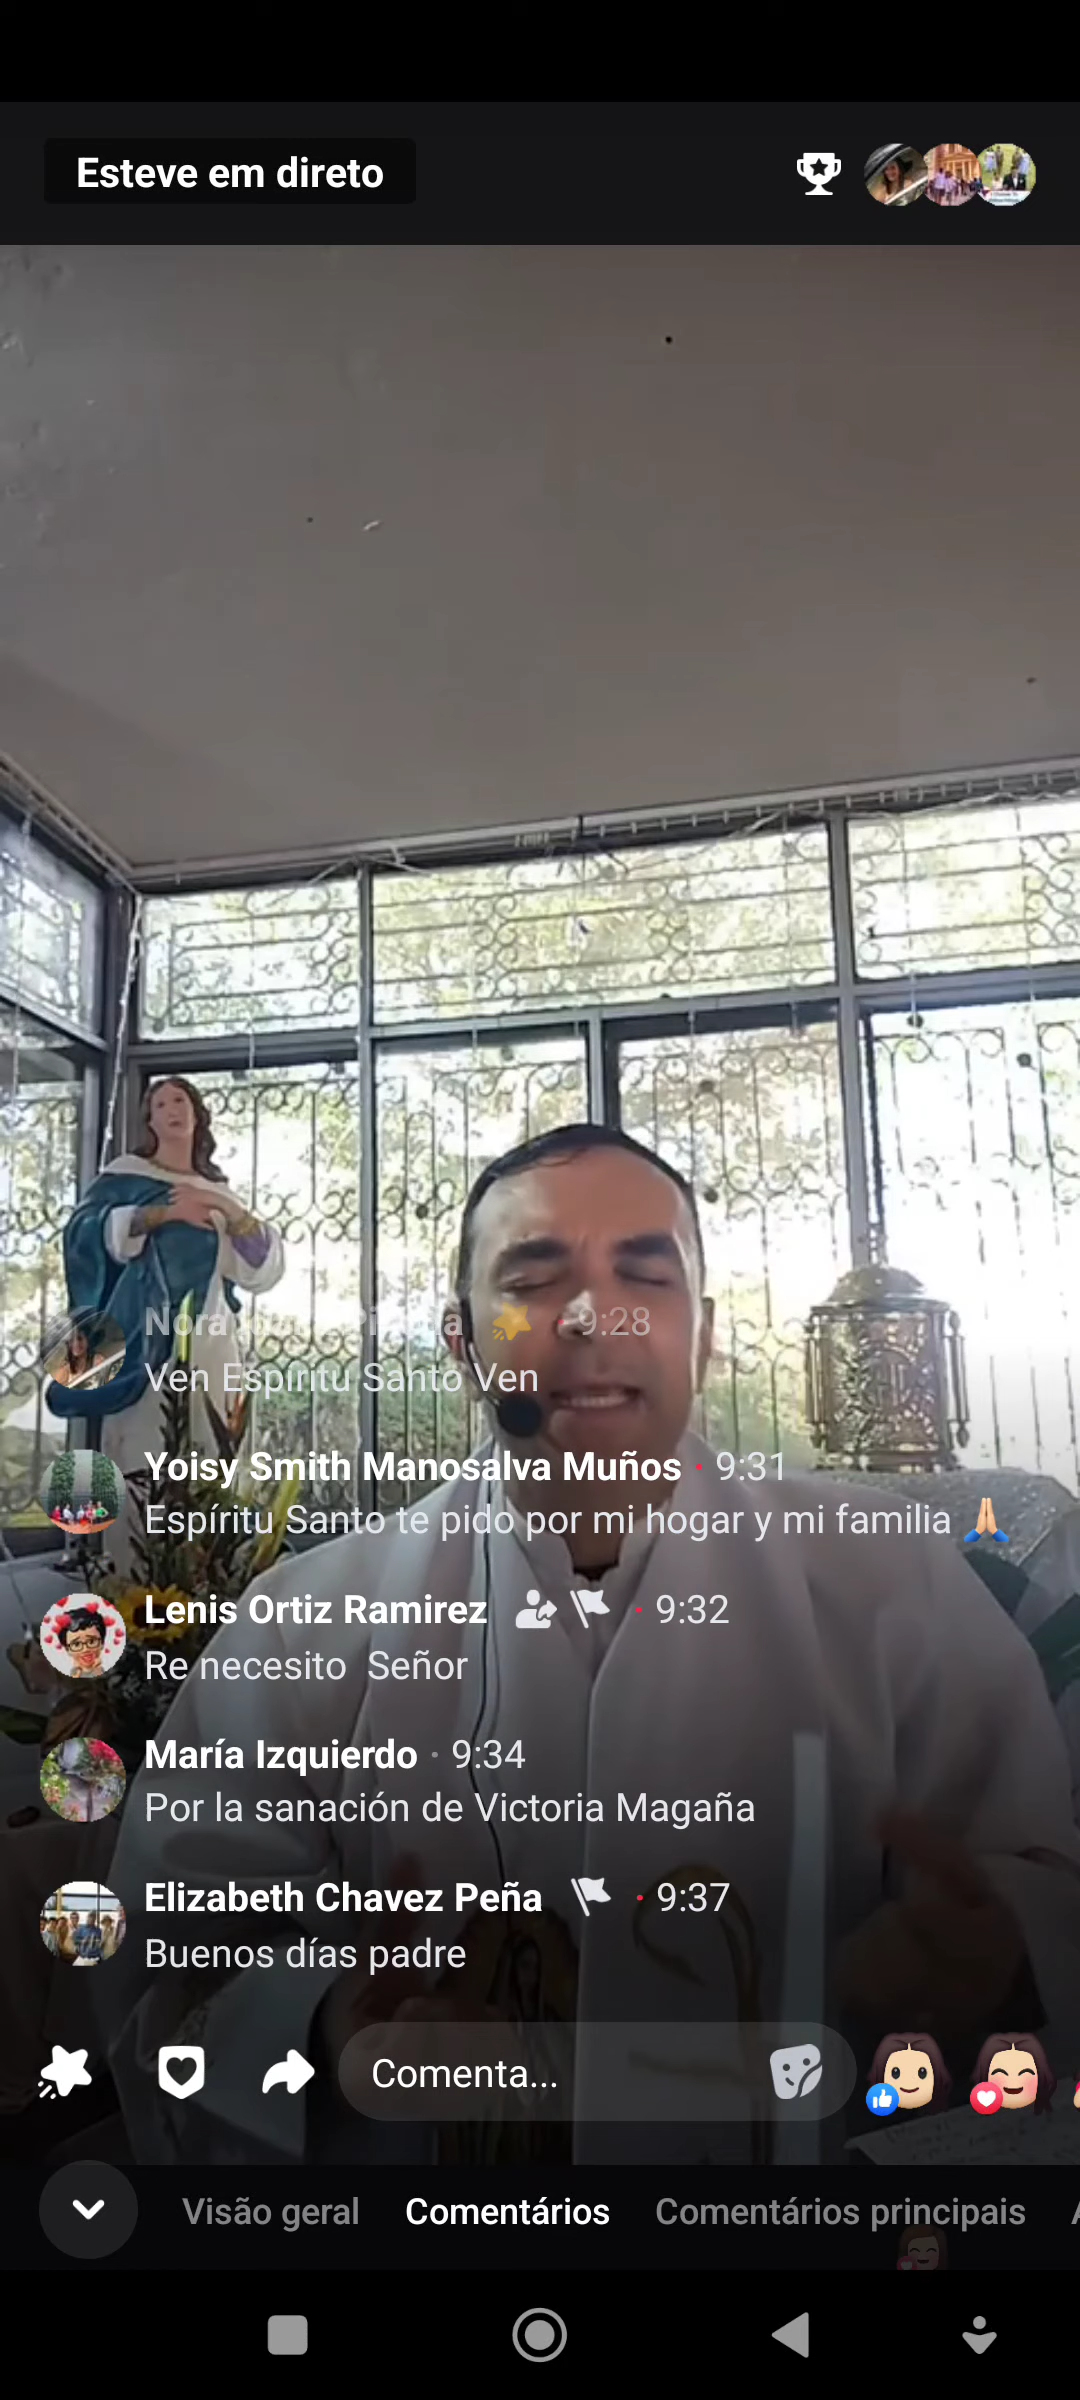 Esteve em direto
Nora 9:28
Ven Espíritu Santo Ven
Yoisy Smith Manosalva Muños · 9:31
Espíritu Santo te pido por mi hogar y mi familia 🙏🏻
Lenis Ortiz Ramirez · 9:32
Re necesito  Señor
María Izquierdo · 9:34
Por la sanación de Victoria Magaña
Elizabeth Chavez Peña · 9:37
Buenos días padre
Comenta...
Visão geral Comentários Comentários principais